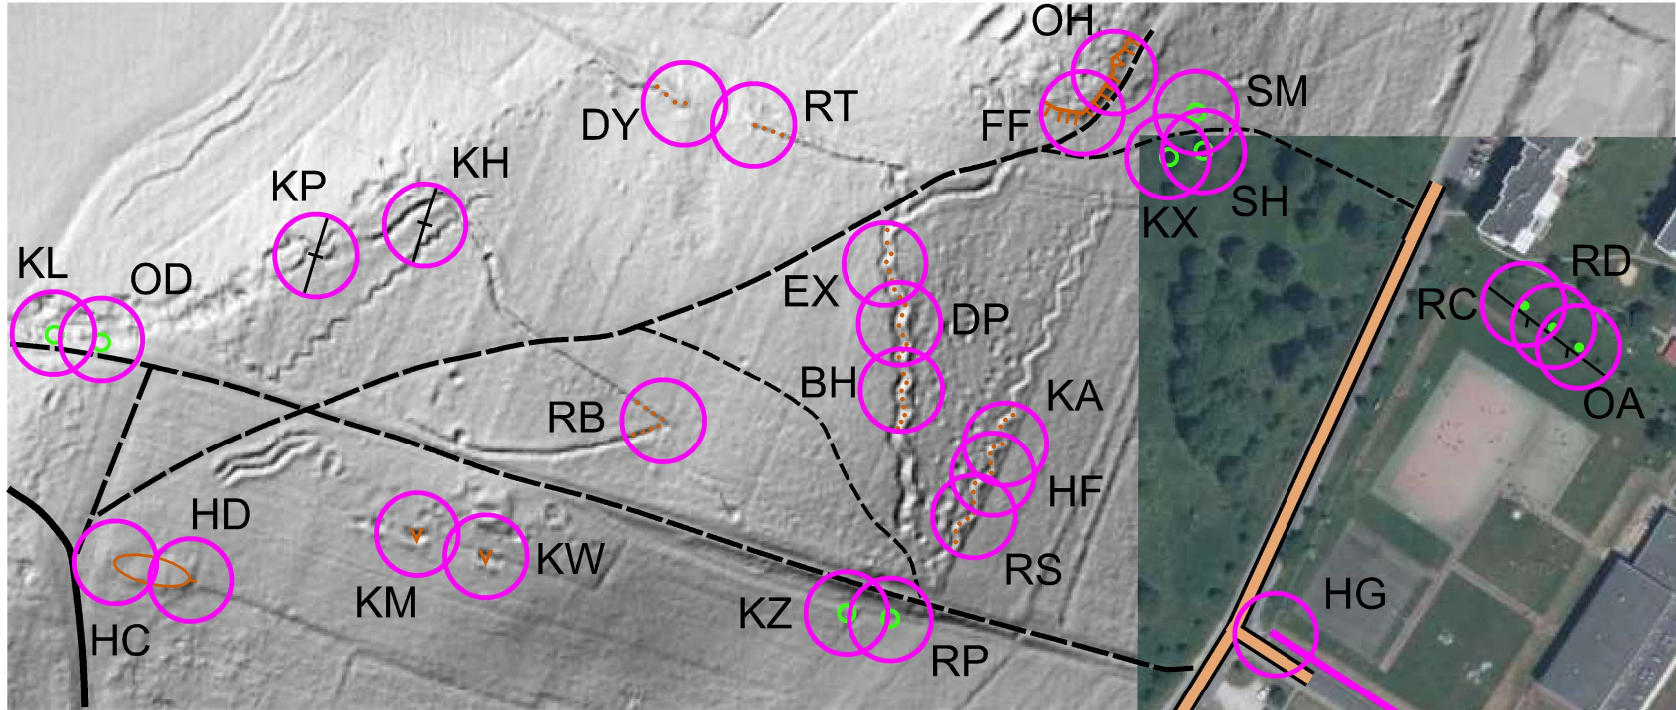 OH
SM
DY
RT
FF
KH
KP
SH
KX
KL
OD
RD
EX
RC
DP
BH
KA
OA
RB
HF
HD
KW
RS
KM
HG
KZ
HC
RP